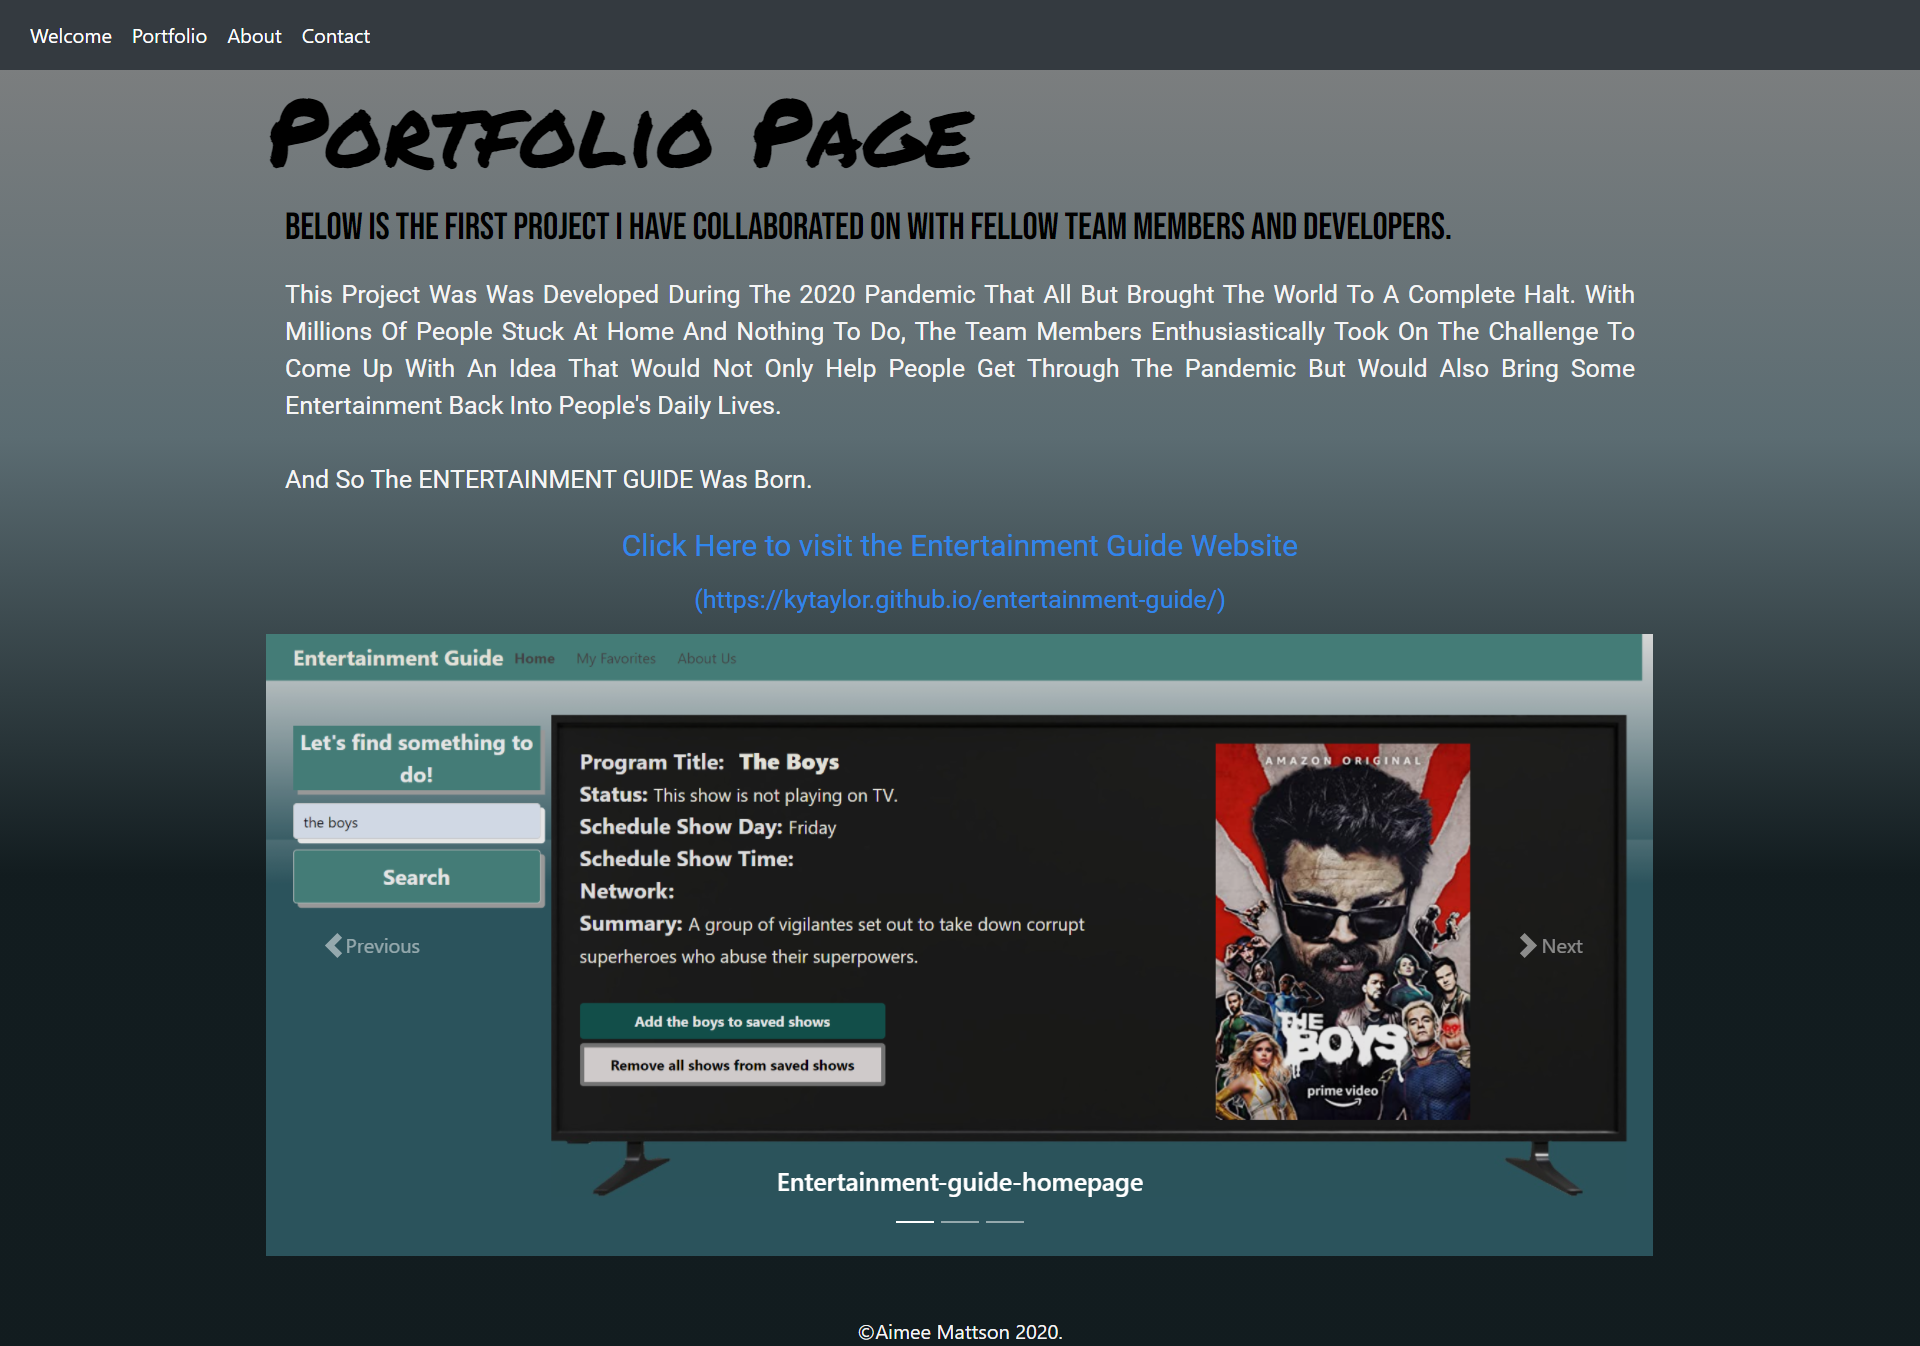 Welcome Portfolio About Contact
Portfolio Page
BELOW IS THE FIRST PROJECT I HAVE COLLABORATED ON WITH FELLOW TEAM MEMBERS AND DEVELOPERS.
This Project Was Was Developed During The 2020 Pandemic That All But Brought The World To A Complete Halt. With
Millions Of People Stuck At Home And Nothing To Do, The Team Members Enthusiastically Took On The Challenge To
Come Up With An Idea That Would Not Only Help People Get Through The Pandemic But Would Also Bring Some
Entertainment Back Into People's Daily Lives.
And So The ENTERTAINMENT GUIDE Was Born.
Click Here to visit the Entertainment Guide Website
(https://kytaylor.github.io/entertainment-guide/)
Entertainment Guide Home My Favorites About Us
Let's find something to
do!
the boys
Search
Previous
Program Title: The Boys
Status: This show is not playing on TV.
Schedule Show Day: Friday
Schedule Show Time:
Network:
Summary: A group of vigilantes set out to take down corrupt
superheroes who abuse their superpowers.
Add the boys to saved shows
Remove all shows from saved shows
AMAZON ORIGINAL
THE
BOYS
prime video
Next
Entertainment-guide-homepage
©Aimee Mattson 2020.